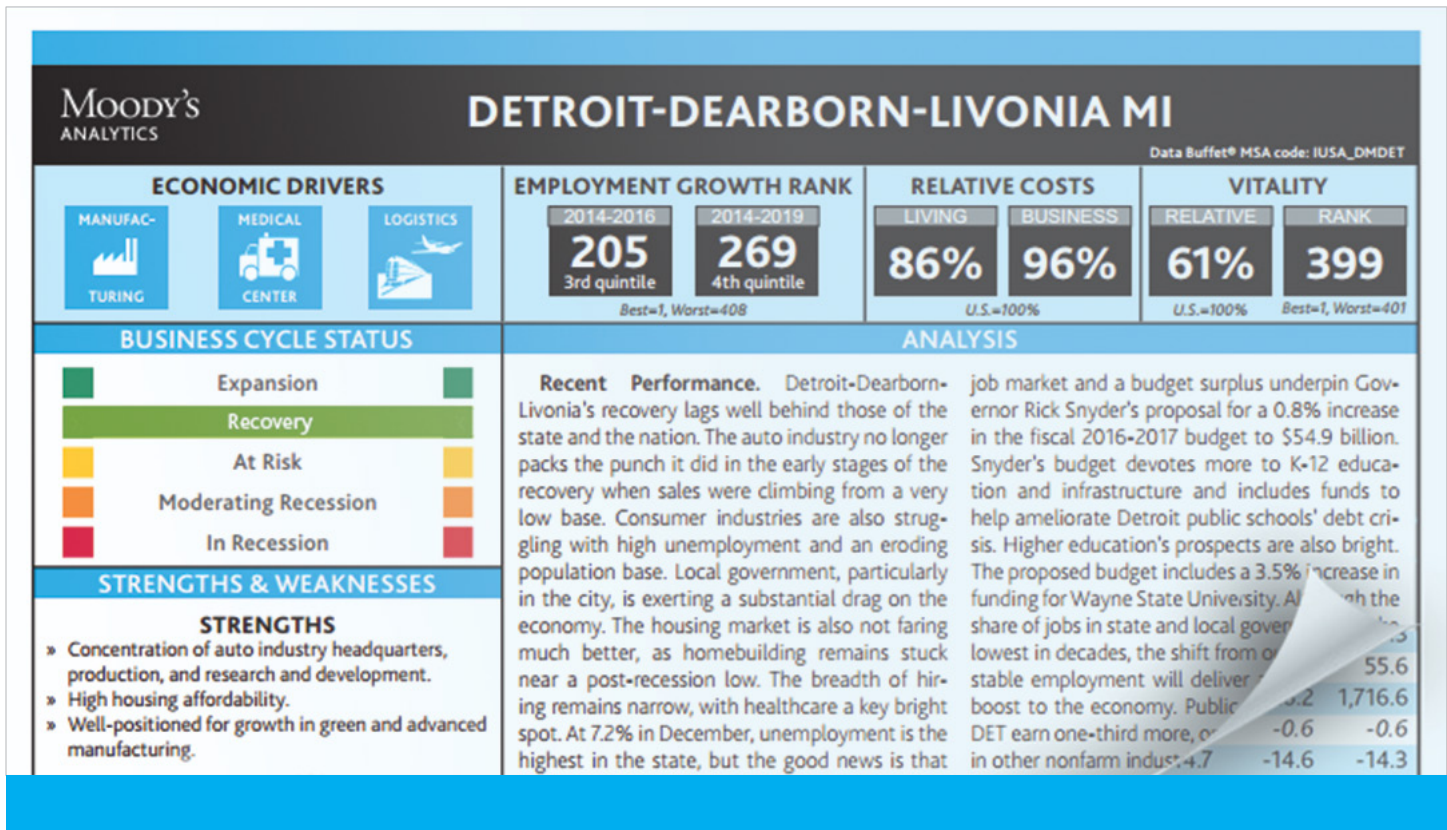 MOODY'S
ANALYTICS
DETROIT-DEARBORN-LIVONIA MI
Data Buffet® MSA code: IUSA_DMDET
ECONOMIC DRIVERS
MANUFAC-
TURING
MEDICAL
CENTER
LOGISTICS
EMPLOYMENT GROWTH RANK
2014-2016
205
3rd quintile
2014-2019
269
4th quintile
Best=1, Worst=408
RELATIVE COSTS
LIVING
86%
BUSINESS
96%
U.S.=100%
VITALITY
RELATIVE
61%
U.S.=100%
RANK
399
Best=1, Worst=401
BUSINESS CYCLE STATUS
Expansion
Recovery
At Risk
Moderating Recession
In Recession
STRENGTHS & WEAKNESSES
STRENGTHS
» Concentration of auto industry headquarters,
production, and research and development.
» High housing affordability.
» Well-positioned for growth in green and advanced
manufacturing.
ANALYSIS
Recent Performance. Detroit-Dearborn-
Livonia's recovery lags well behind those of the
state and the nation. The auto industry no longer
packs the punch it did in the early stages of the
recovery when sales were climbing from a very
low base. Consumer industries are also strug-
gling with high unemployment and an eroding
population base. Local government, particularly
in the city, is exerting a substantial drag on the
economy. The housing market is also not faring
much better, as homebuilding remains stuck
near a post-recession low. The breadth of hir-
ing remains narrow, with healthcare a key bright
spot. At 7.2% in December, unemployment is the
highest in the state, but the good news is that
job market and a budget surplus underpin Gov-
ernor Rick Snyder's proposal for a 0.8% increase
in the fiscal 2016-2017 budget to $54.9 billion.
Snyder's budget devotes more to K-12 educa-
tion and infrastructure and includes funds to
help ameliorate Detroit public schools' debt cri-
sis. Higher education's prospects are also bright.
The proposed budget includes a 3.5% increase in
funding for Wayne State University. the
share of jobs in state and local
lowest in decades, the shift from
stable employment will deliver
boost to the economy. Public
DET earn one-third more,
in other nonfarm
55.6
1,716.6
-0.6 -0.6
-14.6 -14.3